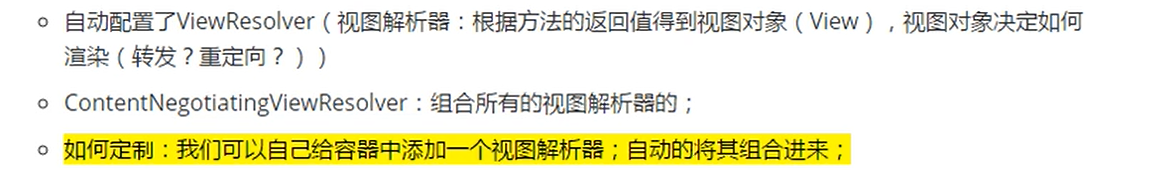 自动配置了ViewResolver（视图解析器：根据方法的返回值得到视图对象（View），视图对象决定如何
渲染（转发？重定向？））
ContentNegotiatingViewResolver：组合所有的视图解析器的；
如何定制：我们可以自己给容器中添加一个视图解析器；自动的将其组合进来；